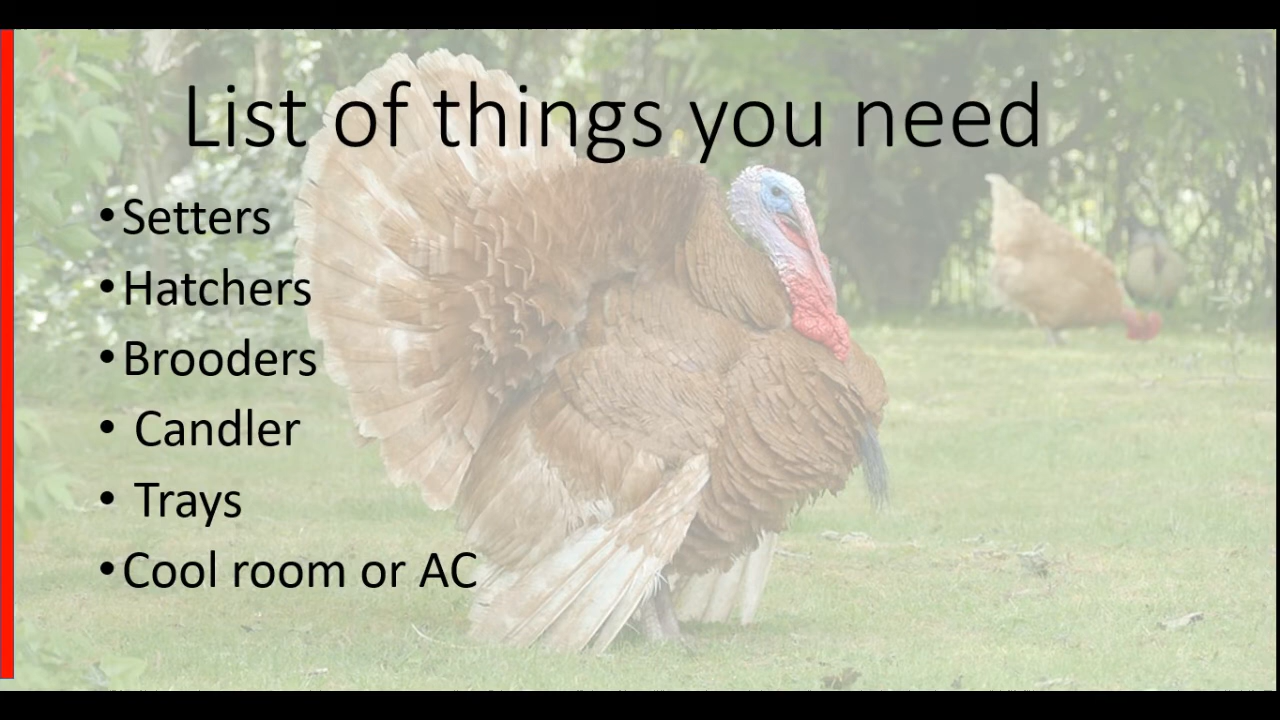 List of things you need
•Setters
•Hatchers
•Brooders
• Candler
• Trays
•Cool room or AC